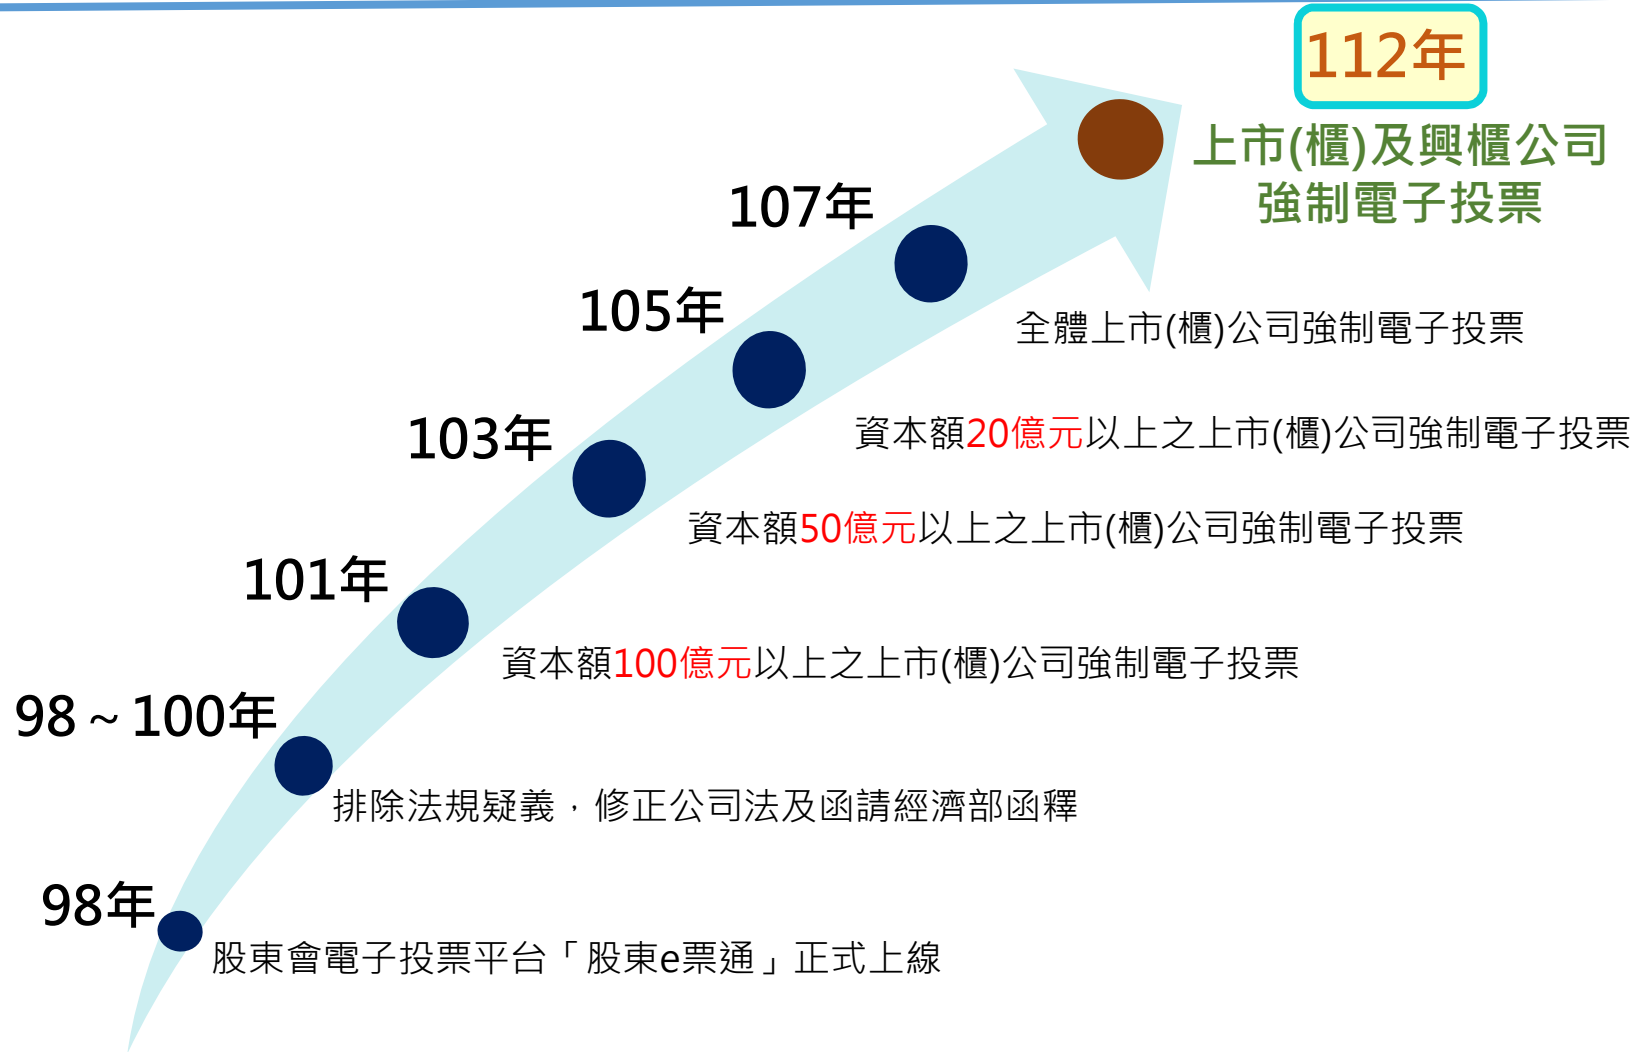 112年
上市(櫃)及興櫃公司
強制電子投票
107年
全體上市(櫃)公司強制電子投票
105年
資本額20億元以上之上市(櫃)公司強制電子投票
103年
資本額50億元以上之上市(櫃)公司強制電子投票
101年
資本額100億元以上之上市(櫃)公司強制電子投票
98～100年
排除法規疑義，修正公司法及函請經濟部函釋
98年
股東會電子投票平台「股東e票通」正式上線